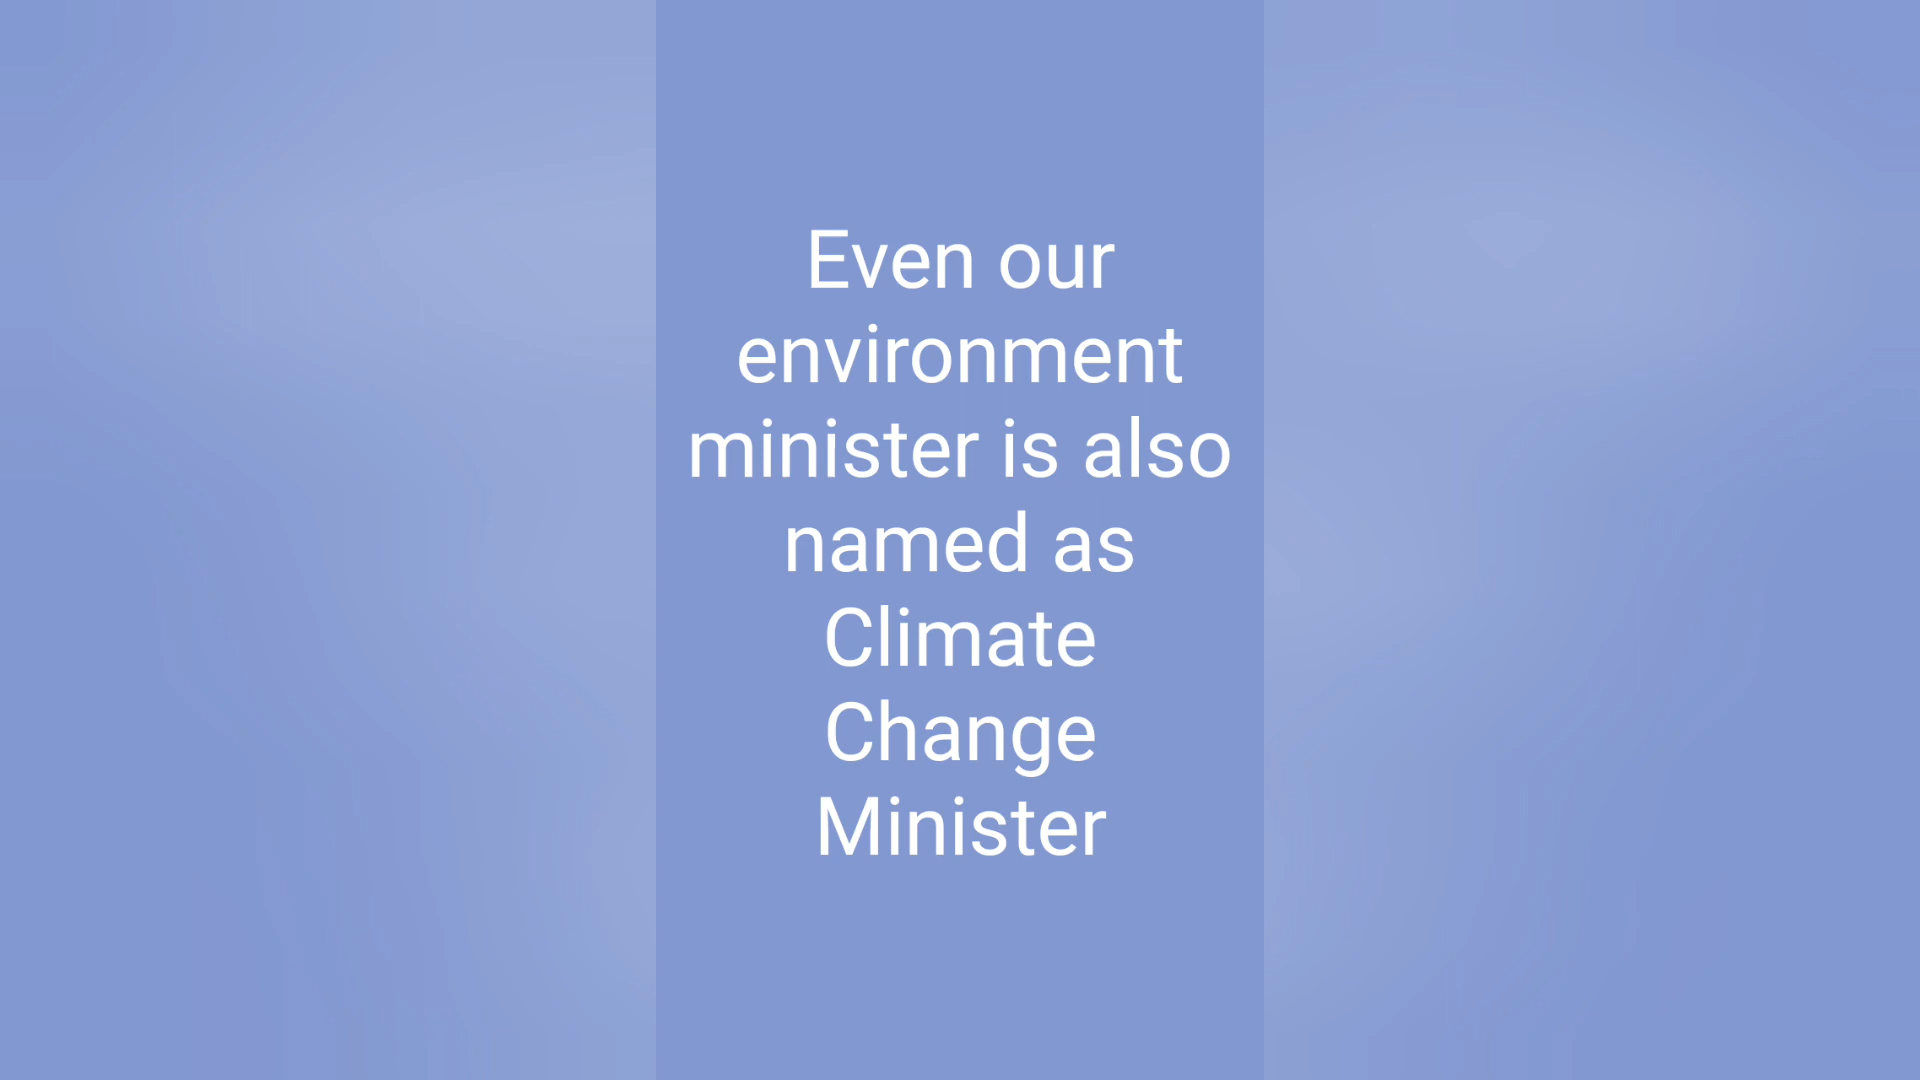 Even our
environment
minister is also
named as
Climate
Change
Minister